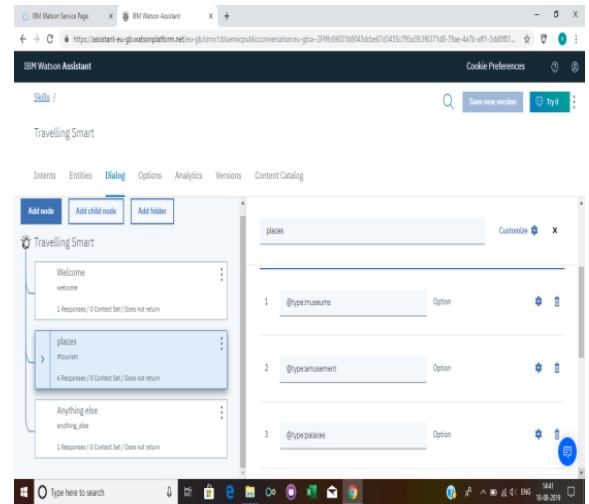 IBM Watson Service Page
IBM Watson Assistant
IBM Watson Assistant
Cookie Preferences
Skills /
Save new version
Try it
Travelling Smart
Intents Entities Dialog Options Analytics Versions Content Catalog
Add node Add child node Add folder
Travelling Smart
Welcome
welcome
1 Responses / 0 Context Set / Does not return
places
#tourism
6 Responses / 0 Context Set / Does not return
Anything else
anything_else
1 Responses / 0 Context Set / Does not return
places
Customize
1 @type:museums Option
2 @type:amusement Option
3 @type:palaces Option
Type here to search
ENG
14:41
10-06-2019